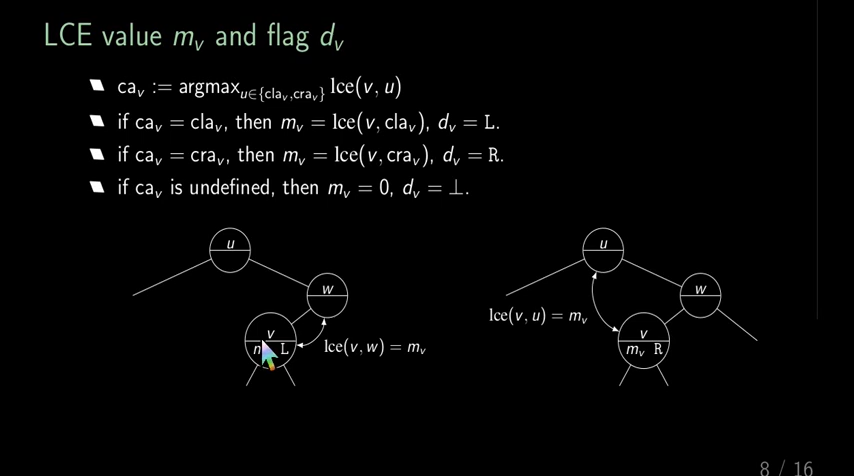 LCE value m_v and flag d_v
ca_v := argmax_{u∈{cla_v,cra_v}} lce(v, u)
if ca_v = cla_v, then m_v = lce(v, cla_v), d_v = L.
if ca_v = cra_v, then m_v = lce(v, cra_v), d_v = R.
if ca_v is undefined, then m_v = 0, d_v = ⊥.
u
w
v
L
lce(v, w) = m_v
u
w
lce(v, u) = m_v
v
m_v R
8 / 16